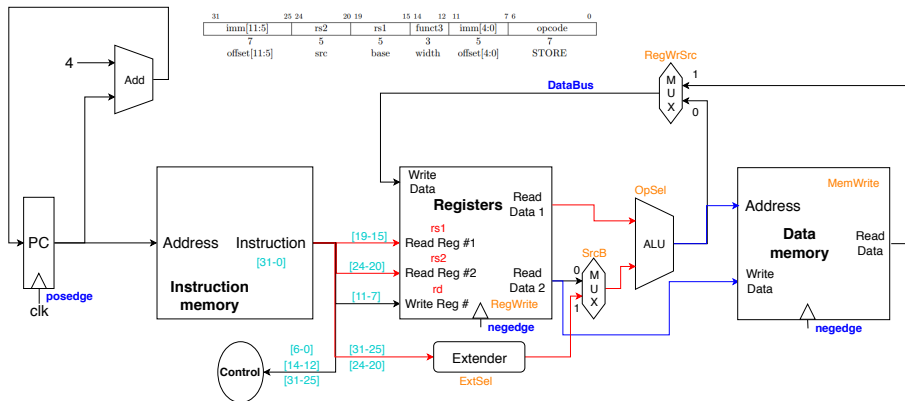 31 25 24 20 19 15 14 12 11 7 6 0
imm[11:5] rs2 rs1 funct3 imm[4:0] opcode
7 5 5 3 5 7
offset[11:5] src base width offset[4:0] STORE
4
Add
RegWrSrc
MUX
1
0
DataBus
Write Data
Registers
Read Data 1
OpSel
MemWrite
rs1
Read Reg #1
rs2
Read Reg #2
rd
Write Reg #
RegWrite
Read Data 2
negedge
PC
posedge
clk
Address
Instruction
[31-0]
Instruction memory
[19-15]
[24-20]
[11-7]
SrcB
0
MUX
1
ALU
Address
Data memory
Read Data
Write Data
negedge
[6-0]
[14-12]
[31-25]
Control
[31-25]
[24-20]
Extender
ExtSel